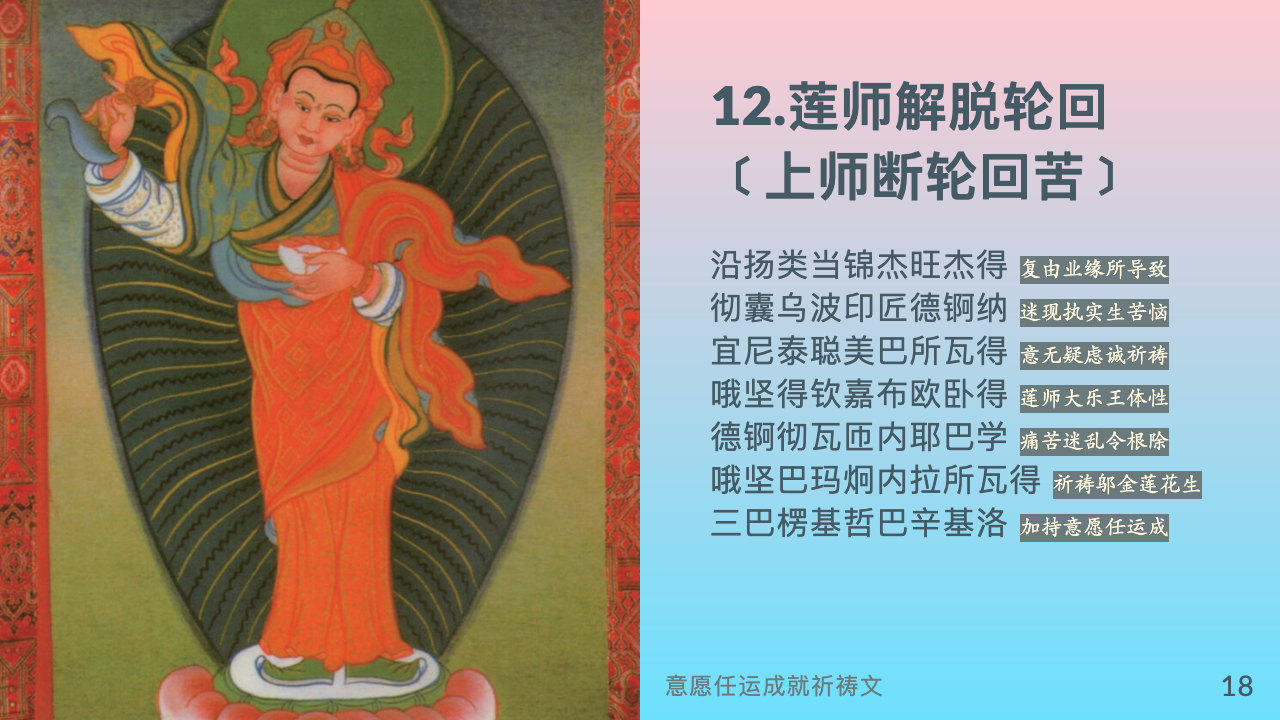 12.莲师解脱轮回
﹝上师断轮回苦﹞
沿扬类当锦杰旺杰得 复由业缘所导致
彻囊乌波印匠德锕纳 迷现执实生苦恼
宜尼泰聪美巴所瓦得 意无疑虑诚祈祷
哦坚得钦嘉布欧卧得 莲师大乐王体性
德锕彻瓦匝内耶巴学 痛苦迷乱令根除
哦坚巴玛炯内拉所瓦得 祈祷邬金莲花生
三巴楞基哲巴辛基洛 加持意愿任运成
意愿任运成就祈祷文
18